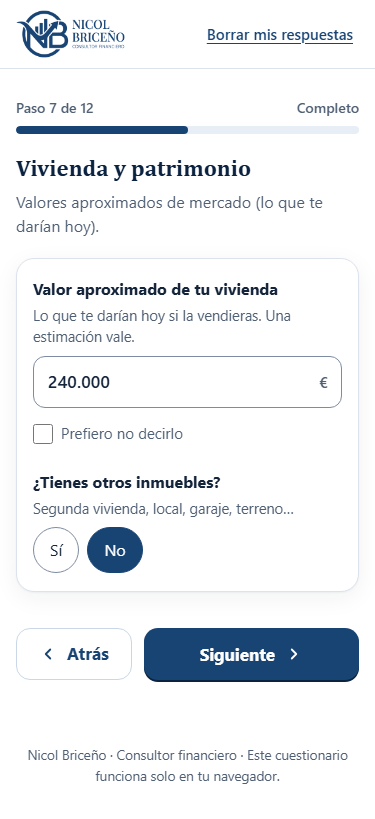 NICOL
BRICEÑO
CONSULTOR FINANCIERO
Borrar mis respuestas
Paso 7 de 12
Completo
Vivienda y patrimonio
Valores aproximados de mercado (lo que te
darían hoy).
Valor aproximado de tu vivienda
Lo que te darían hoy si la vendieras. Una
estimación vale.
240.000 €
Prefiero no decirlo
¿Tienes otros inmuebles?
Segunda vivienda, local, garaje, terreno...
Sí
No
Atrás
Siguiente
Nicol Briceño · Consultor financiero · Este cuestionario
funciona solo en tu navegador.